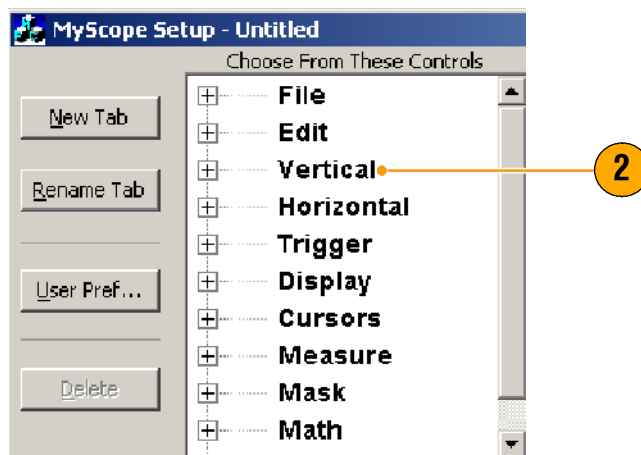 MyScope Setup - Untitled
Choose From These Controls
New Tab
Rename Tab
User Pref...
Delete
File
Edit
Vertical
Horizontal
Trigger
Display
Cursors
Measure
Mask
Math
2